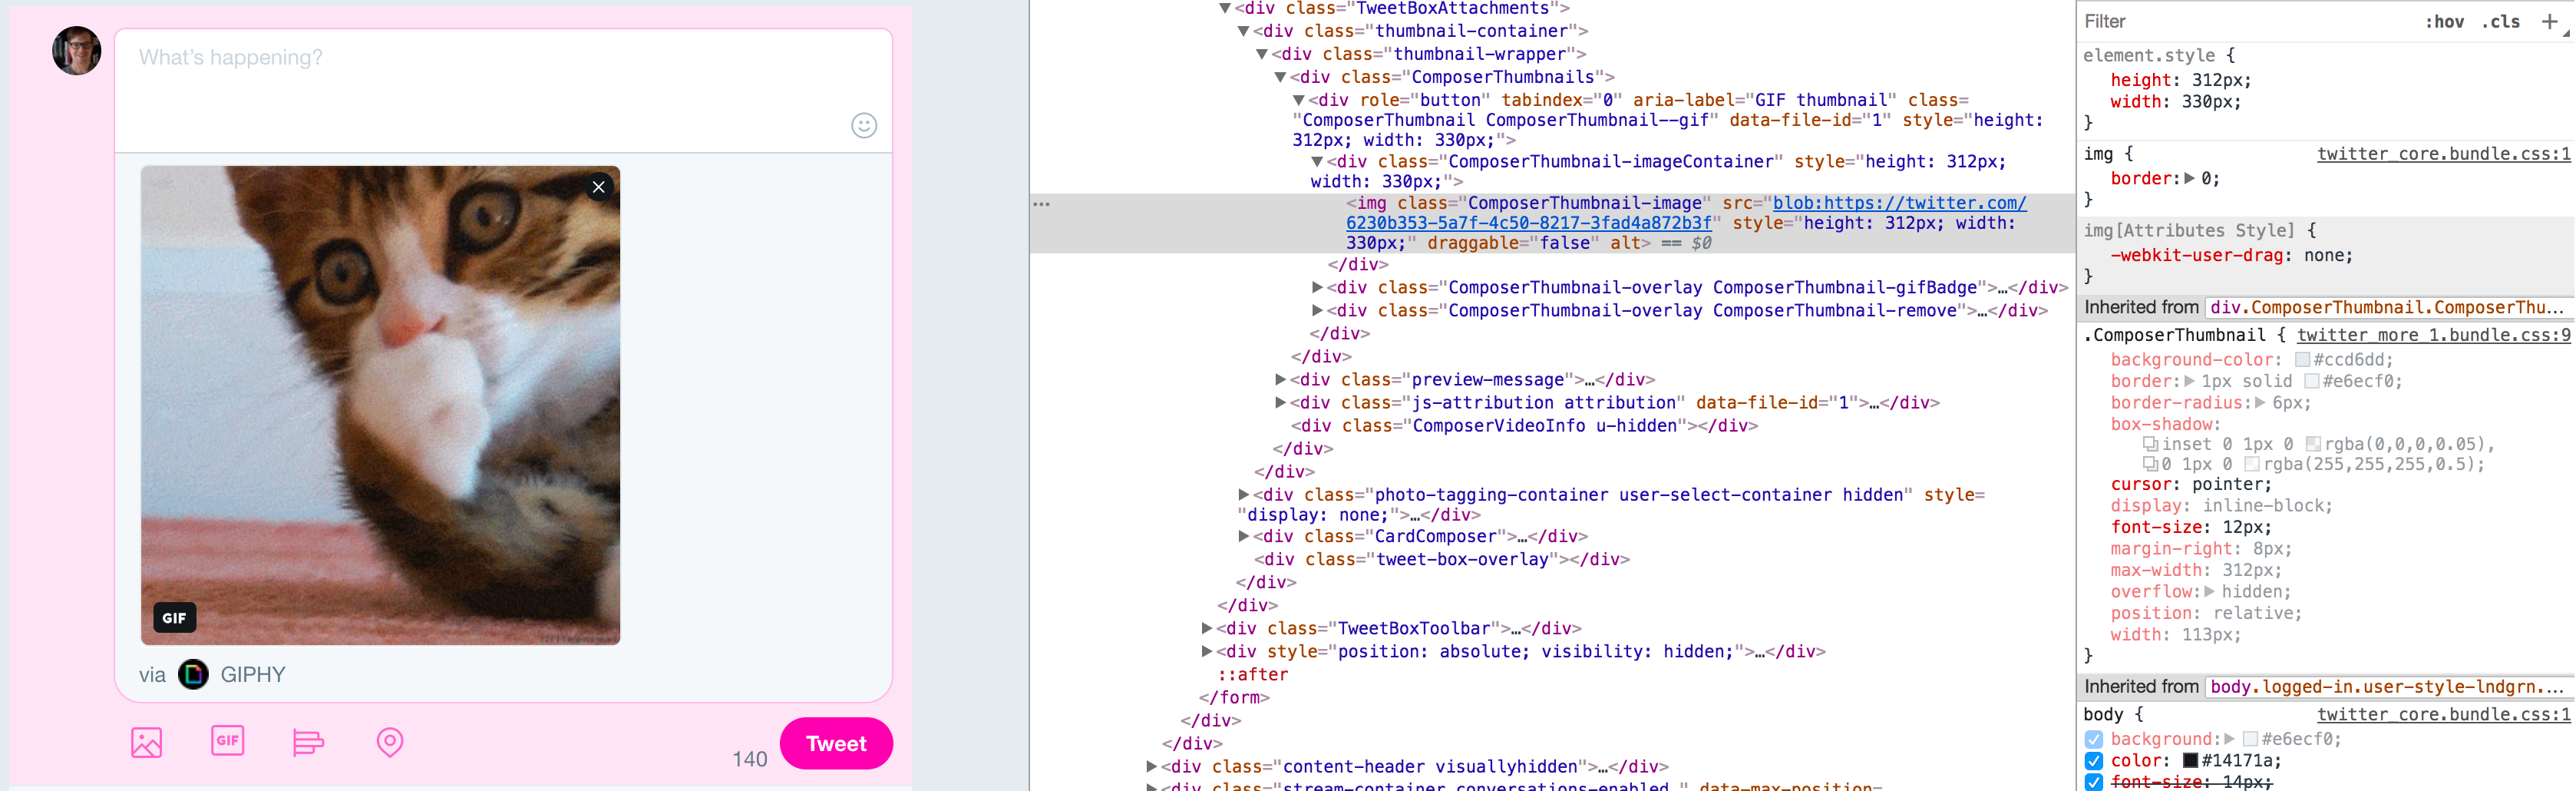 What's happening?
GIF
via GIPHY
GIF
140
Tweet
<div class="TweetBoxAttachments">
<div class="thumbnail-container">
<div class="thumbnail-wrapper">
<div class="ComposerThumbnails">
<div role="button" tabindex="0" aria-label="GIF thumbnail" class=
"ComposerThumbnail ComposerThumbnail--gif" data-file-id="1" style="height:
312px; width: 330px;">
<div class="ComposerThumbnail-imageContainer" style="height: 312px;
width: 330px;">
… <img class="ComposerThumbnail-image" src="blob:https://twitter.com/
6230b353-5a7f-4c50-8217-3fad4a872b3f" style="height: 312px; width:
330px;" draggable="false" alt> == $0
</div>
<div class="ComposerThumbnail-overlay ComposerThumbnail-gifBadge">…</div>
<div class="ComposerThumbnail-overlay ComposerThumbnail-remove">…</div>
</div>
</div>
<div class="preview-message">…</div>
<div class="js-attribution attribution" data-file-id="1">…</div>
<div class="ComposerVideoInfo u-hidden"></div>
</div>
</div>
<div class="photo-tagging-container user-select-container hidden" style=
"display: none;">…</div>
<div class="CardComposer">…</div>
<div class="tweet-box-overlay"></div>
</div>
</div>
<div class="TweetBoxToolbar">…</div>
<div style="position: absolute; visibility: hidden;">…</div>
::after
</form>
</div>
</div>
<div class="content-header visuallyhidden">…</div>
<div class="stream-container conversations-enabled " data-max-position=
Filter :hov .cls +
element.style {
height: 312px;
width: 330px;
}
img { twitter_core.bundle.css:1
border: 0;
}
img[Attributes Style] {
-webkit-user-drag: none;
}
Inherited from div.ComposerThumbnail.ComposerThu…
.ComposerThumbnail { twitter_more_1.bundle.css:9
background-color: #ccd6dd;
border: 1px solid #e6ecf0;
border-radius: 6px;
box-shadow:
inset 0 1px 0 rgba(0,0,0,0.05),
0 1px 0 rgba(255,255,255,0.5);
cursor: pointer;
display: inline-block;
font-size: 12px;
margin-right: 8px;
max-width: 312px;
overflow: hidden;
position: relative;
width: 113px;
}
Inherited from body.logged-in.user-style-lndgrn.…
body { twitter_core.bundle.css:1
background: #e6ecf0;
color: #14171a;
font-size: 14px;